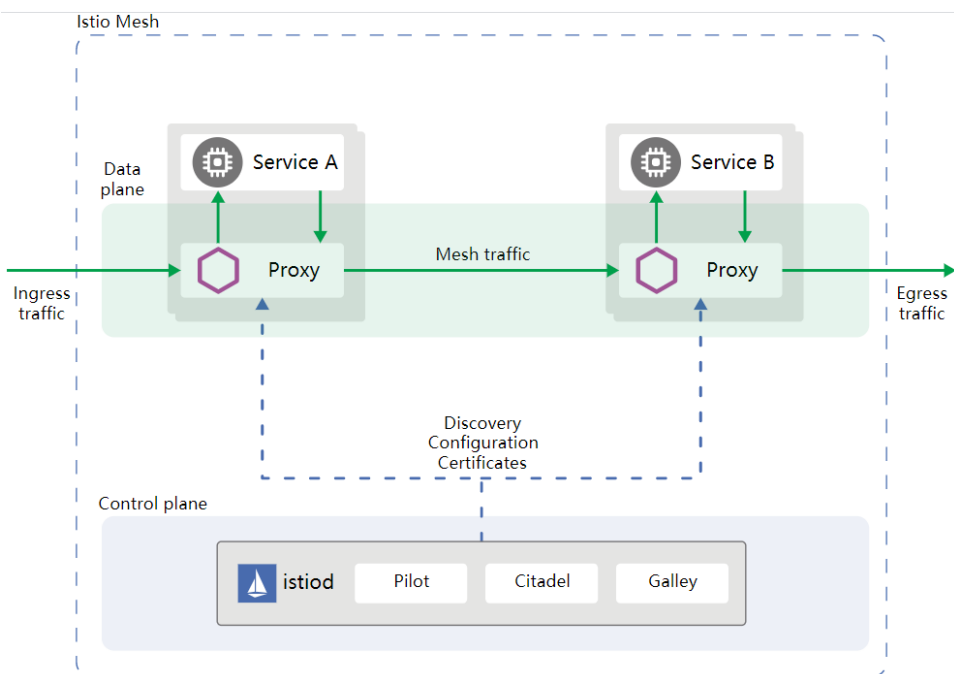 Istio Mesh
Data
plane
Service A
Service B
Proxy
Mesh traffic
Proxy
Ingress
traffic
Egress
traffic
Discovery
Configuration
Certificates
Control plane
istiod
Pilot
Citadel
Galley